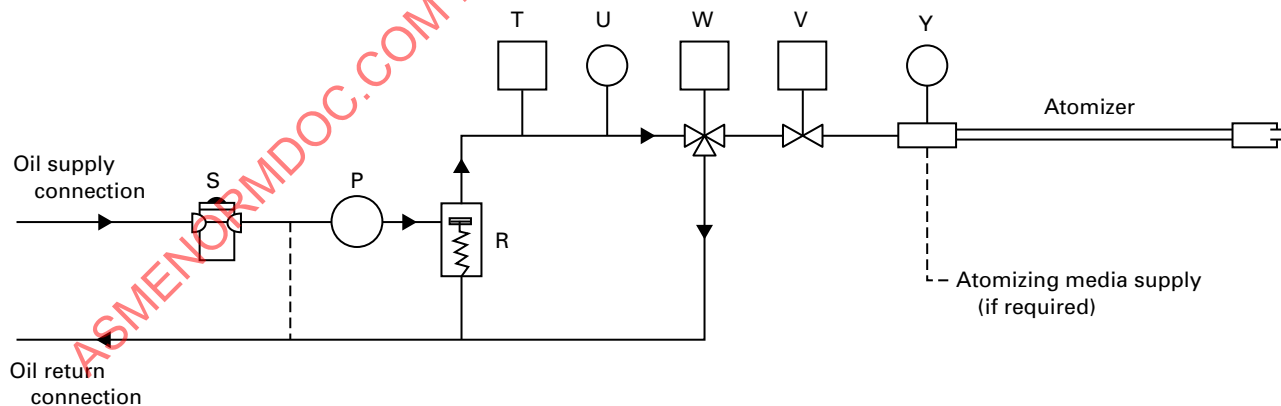 T U W V Y
Atomizer
Oil supply
connection
S P
R
Atomizing media supply
(if required)
Oil return
connection
ASMENORMDOC.COM